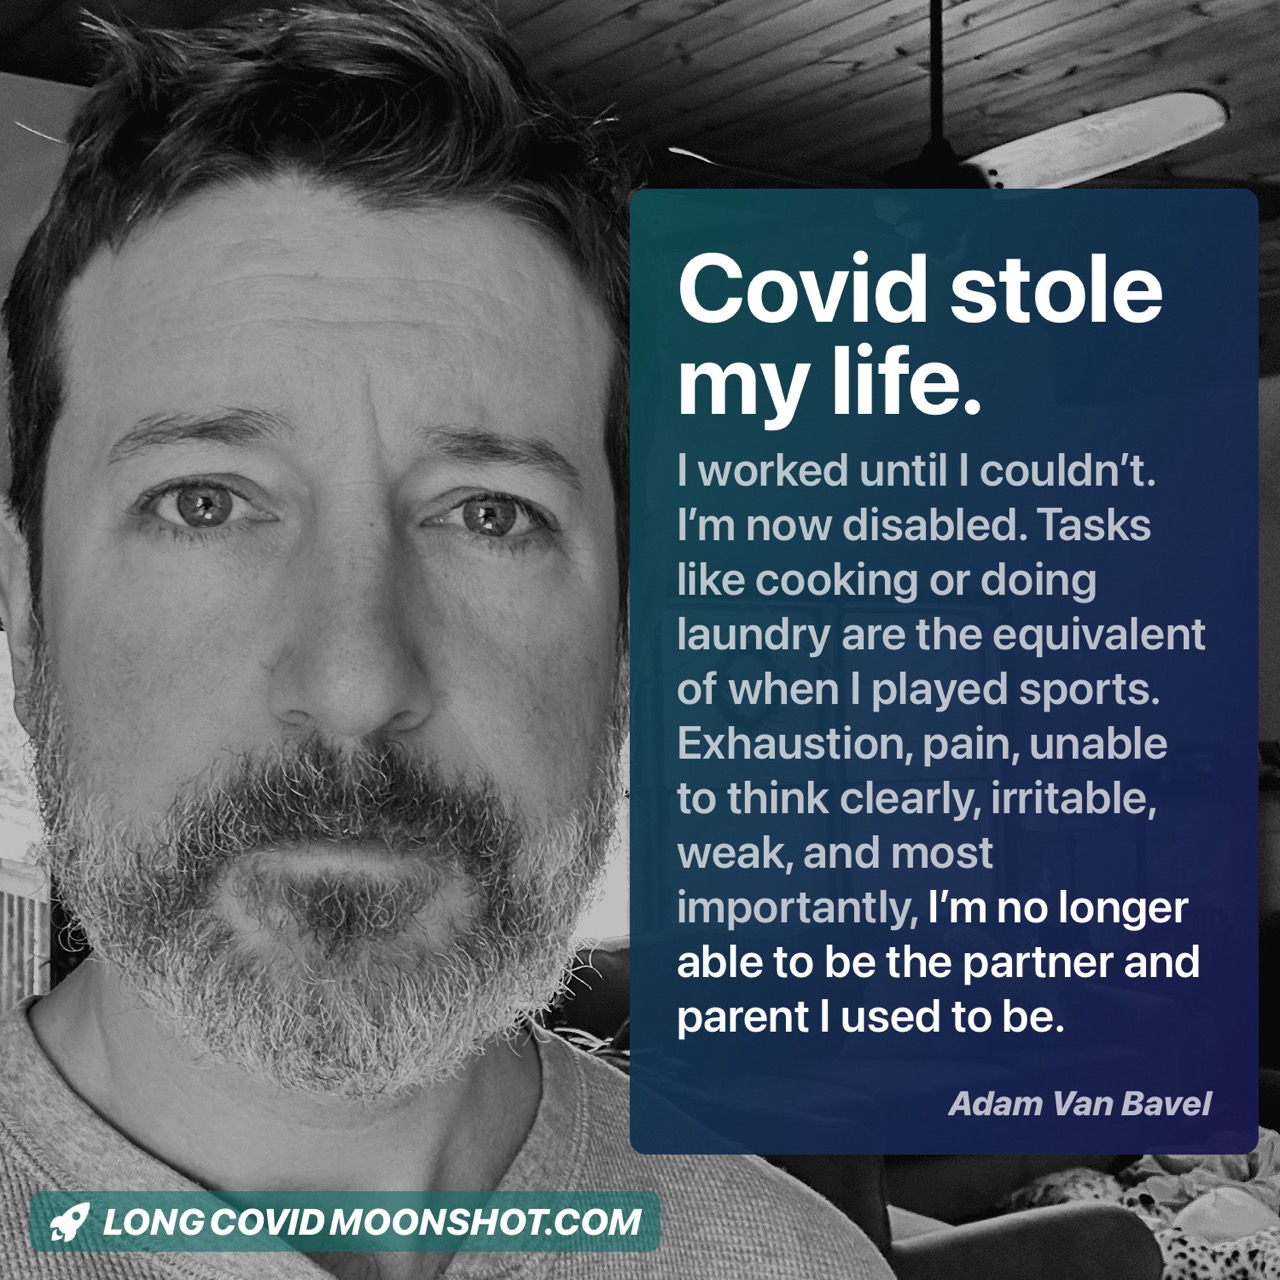 Covid stole
my life.
I worked until I couldn’t.
I’m now disabled. Tasks
like cooking or doing
laundry are the equivalent
of when I played sports.
Exhaustion, pain, unable
to think clearly, irritable,
weak, and most
importantly, I’m no longer
able to be the partner and
parent I used to be.
Adam Van Bavel
LONG COVID MOONSHOT.COM